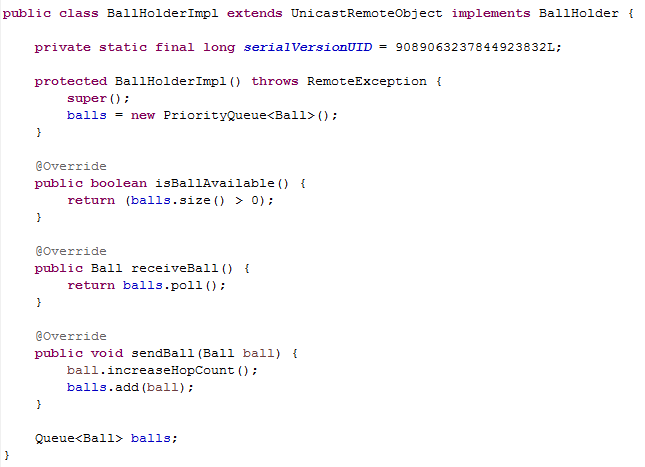 public class BallHolderImpl extends UnicastRemoteObject implements BallHolder {
private static final long serialVersionUID = 9089063237844923832L;
protected BallHolderImpl() throws RemoteException {
super();
balls = new PriorityQueue<Ball>();
}
@Override
public boolean isBallAvailable() {
return (balls.size() > 0);
}
@Override
public Ball receiveBall() {
return balls.poll();
}
@Override
public void sendBall(Ball ball) {
ball.increaseHopCount();
balls.add(ball);
}
Queue<Ball> balls;
}